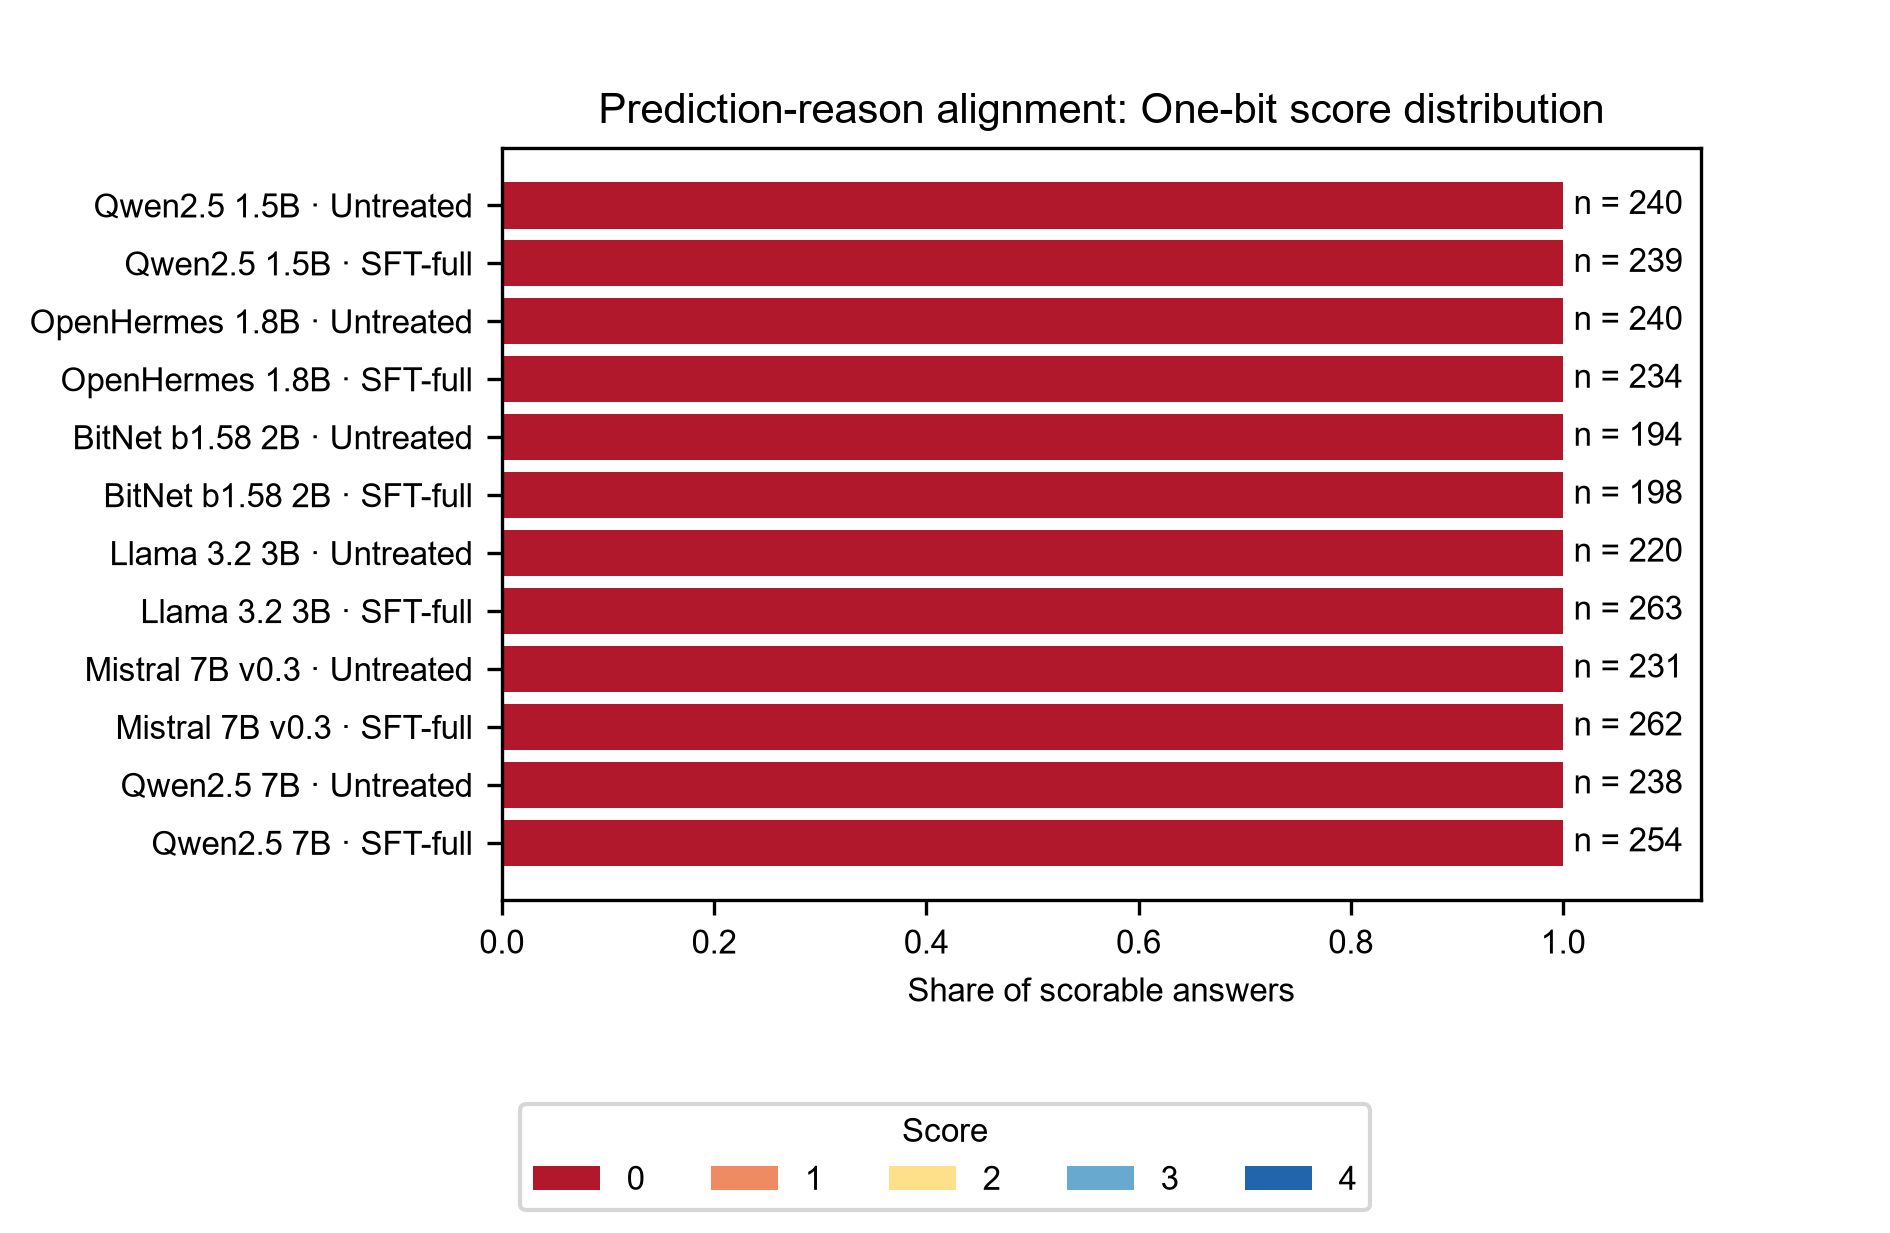 Prediction-reason alignment: One-bit score distribution
Qwen2.5 1.5B · Untreated n = 240
Qwen2.5 1.5B · SFT-full n = 239
OpenHermes 1.8B · Untreated n = 240
OpenHermes 1.8B · SFT-full n = 234
BitNet b1.58 2B · Untreated n = 194
BitNet b1.58 2B · SFT-full n = 198
Llama 3.2 3B · Untreated n = 220
Llama 3.2 3B · SFT-full n = 263
Mistral 7B v0.3 · Untreated n = 231
Mistral 7B v0.3 · SFT-full n = 262
Qwen2.5 7B · Untreated n = 238
Qwen2.5 7B · SFT-full n = 254
0.0 0.2 0.4 0.6 0.8 1.0
Share of scorable answers
Score
0 1 2 3 4